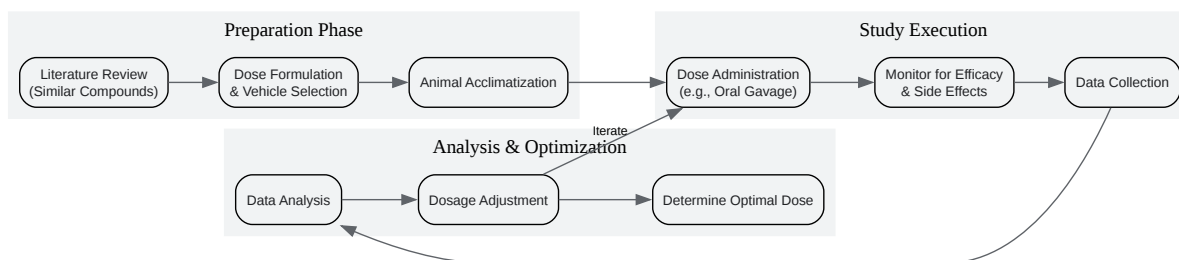 Preparation Phase
Study Execution
Literature Review
(Similar Compounds)
Dose Formulation
& Vehicle Selection
Animal Acclimatization
Dose Administration
(e.g., Oral Gavage)
Monitor for Efficacy
& Side Effects
Data Collection
Iterate
Analysis & Optimization
Data Analysis
Dosage Adjustment
Determine Optimal Dose